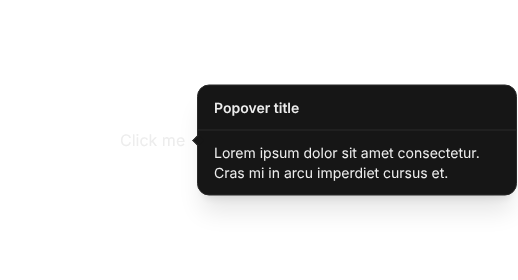 Popover title
Click me
Lorem ipsum dolor sit amet consectetur.
Cras mi in arcu imperdiet cursus et.